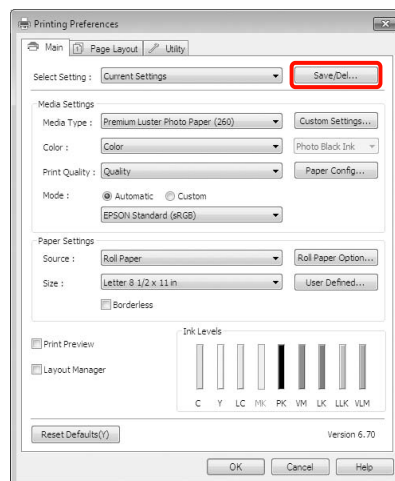 Printing Preferences
Main Page Layout Utility
Select Setting : Current Settings Save/Del...
Media Settings
Media Type : Premium Luster Photo Paper (260) Custom Settings...
Color : Color Photo Black Ink
Print Quality : Quality Paper Config...
Mode : Automatic Custom
EPSON Standard (sRGB)
Paper Settings
Source : Roll Paper Roll Paper Option...
Size : Letter 8 1/2 x 11 in User Defined...
Borderless
Ink Levels
Print Preview
Layout Manager
C Y LC MK PK VM LK LLK VLM
Reset Defaults(Y) Version 6.70
OK Cancel Help